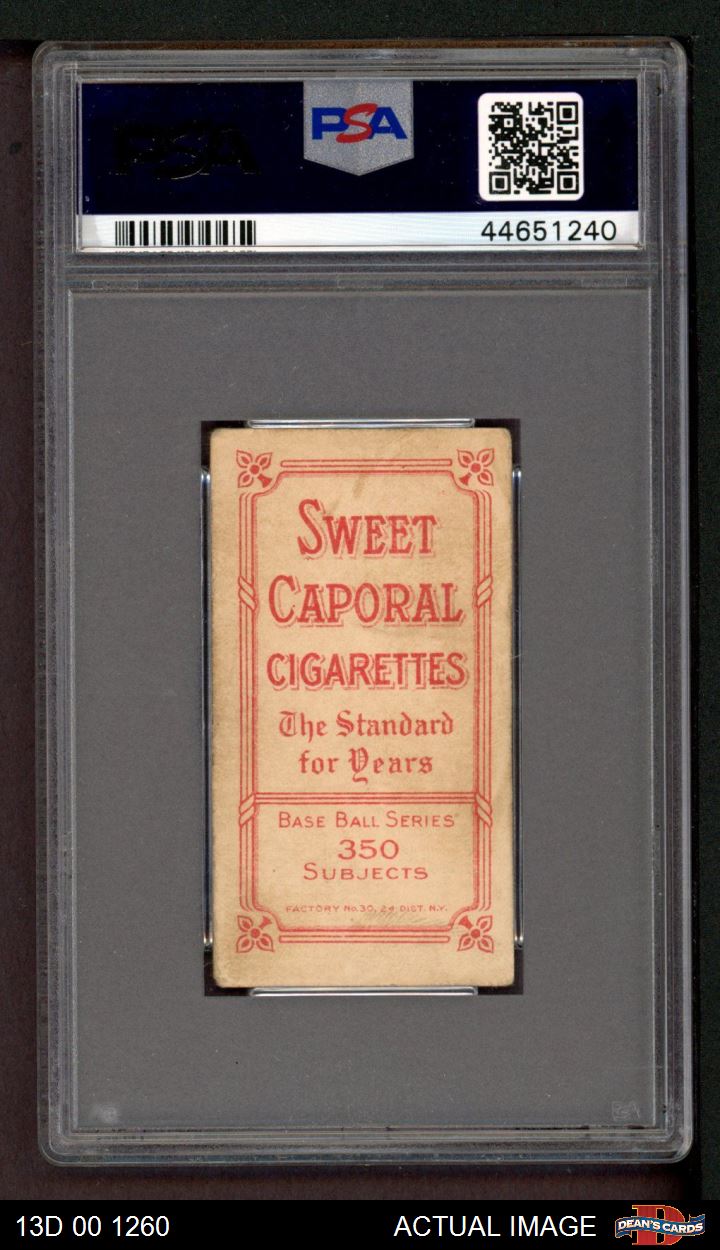 PSA
PSA
44651240
SWEET
CAPORAL
CIGARETTES
The Standard
for Years
BASE BALL SERIES
350
SUBJECTS
FACTORY No. 30, 2d DIST. N.Y.
13D 00 1260
ACTUAL IMAGE
D
DEAN'S CARDS